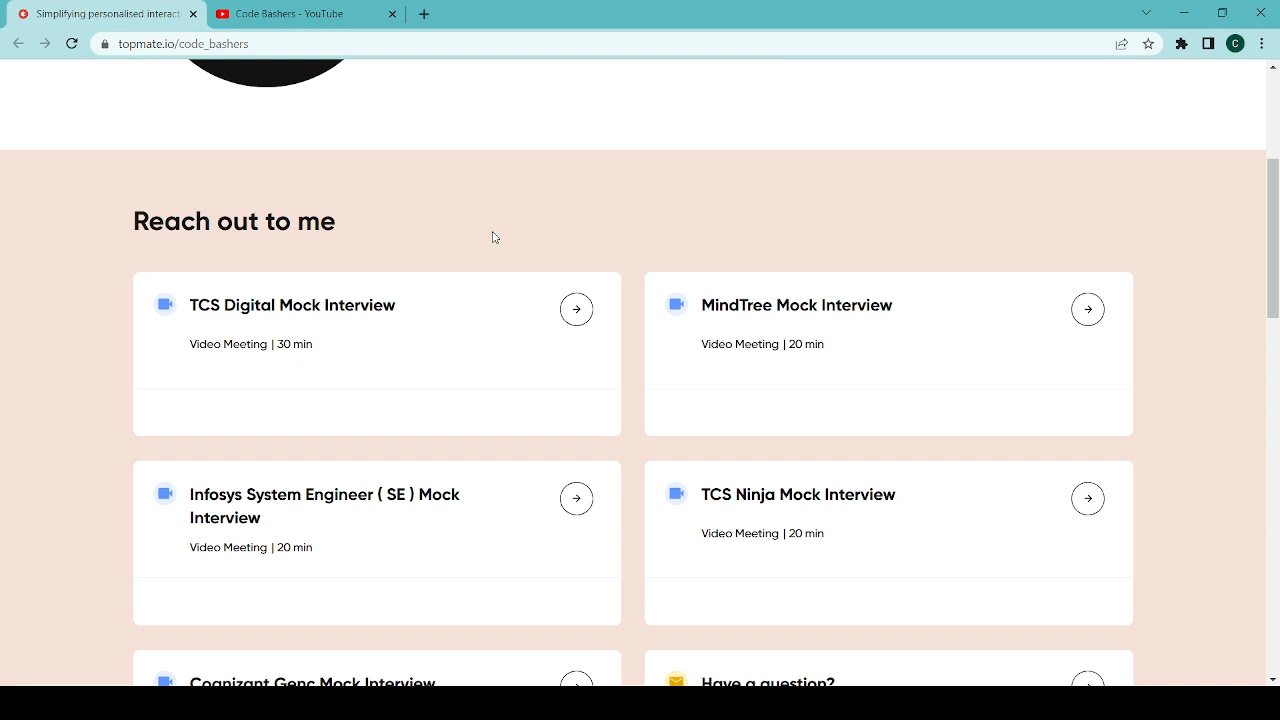 Simplifying personalised interacti
Code Bashers - YouTube
topmate.io/code_bashers
C
Reach out to me
TCS Digital Mock Interview
Video Meeting | 30 min
MindTree Mock Interview
Video Meeting | 20 min
Infosys System Engineer ( SE ) Mock
Interview
Video Meeting | 20 min
TCS Ninja Mock Interview
Video Meeting | 20 min
Cognizant Genc Mock Interview
Have a question?